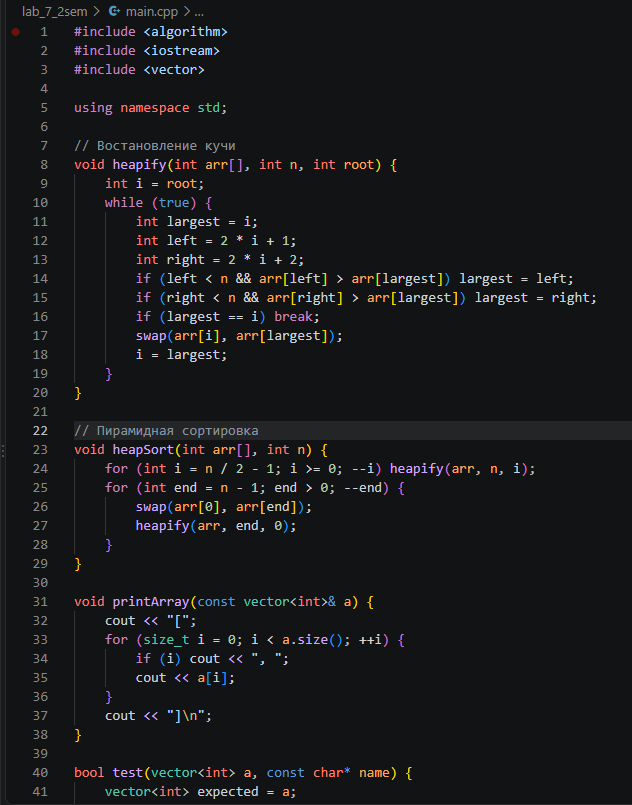 lab_7_2sem > main.cpp > ...
1 #include <algorithm>
2 #include <iostream>
3 #include <vector>
4
5 using namespace std;
6
7 // Востановление кучи
8 void heapify(int arr[], int n, int root) {
9     int i = root;
10     while (true) {
11         int largest = i;
12         int left = 2 * i + 1;
13         int right = 2 * i + 2;
14         if (left < n && arr[left] > arr[largest]) largest = left;
15         if (right < n && arr[right] > arr[largest]) largest = right;
16         if (largest == i) break;
17         swap(arr[i], arr[largest]);
18         i = largest;
19     }
20 }
21
22 // Пирамидная сортировка
23 void heapSort(int arr[], int n) {
24     for (int i = n / 2 - 1; i >= 0; --i) heapify(arr, n, i);
25     for (int end = n - 1; end > 0; --end) {
26         swap(arr[0], arr[end]);
27         heapify(arr, end, 0);
28     }
29 }
30
31 void printArray(const vector<int>& a) {
32     cout << "[";
33     for (size_t i = 0; i < a.size(); ++i) {
34         if (i) cout << ", ";
35         cout << a[i];
36     }
37     cout << "]\n";
38 }
39
40 bool test(vector<int> a, const char* name) {
41     vector<int> expected = a;